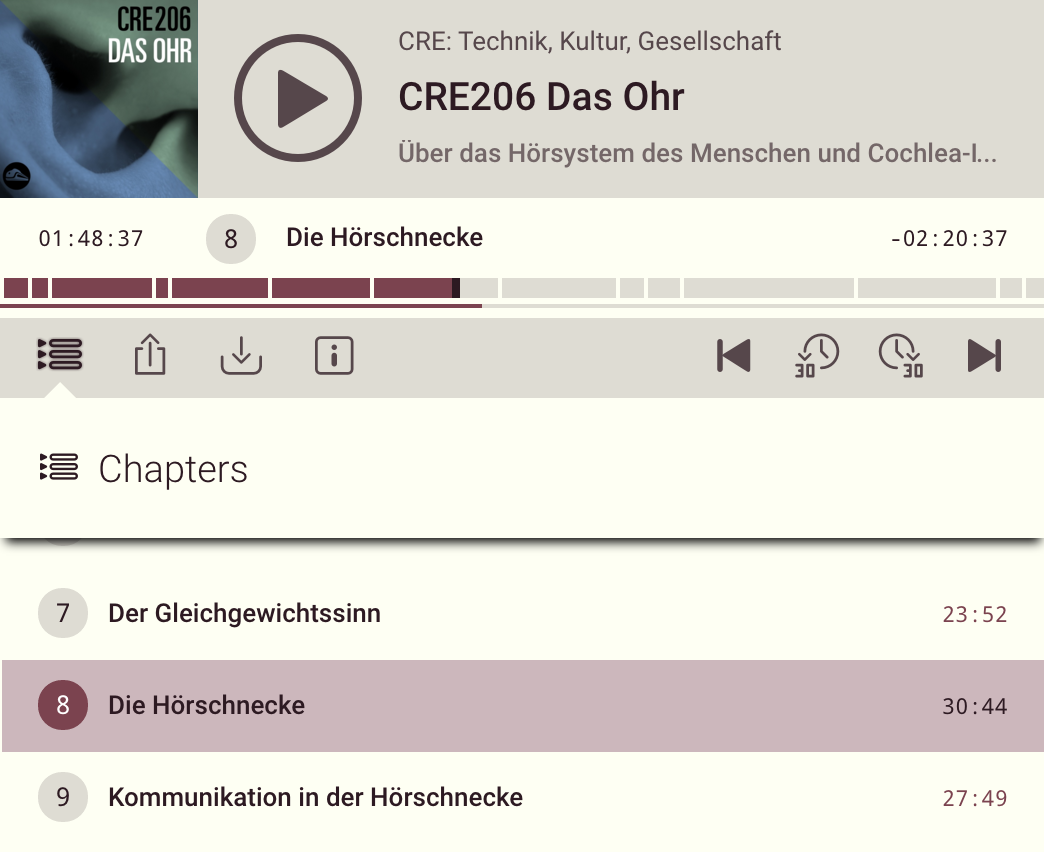 CRE206
DAS OHR
CRE: Technik, Kultur, Gesellschaft
CRE206 Das Ohr
Über das Hörsystem des Menschen und Cochlea-I...
01:48:37
8
Die Hörschnecke
-02:20:37
30
30
Chapters
7
Der Gleichgewichtssinn
23:52
8
Die Hörschnecke
30:44
9
Kommunikation in der Hörschnecke
27:49